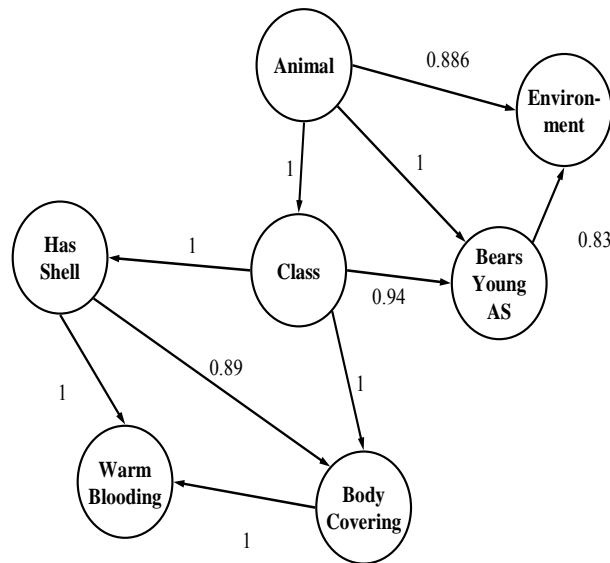 Animal
0.886
Environ-
ment
1
1
Has
Shell
1
Class
0.94
Bears
Young
AS
0.83
0.89
1
1
Warm
Blooding
Body
Covering
1